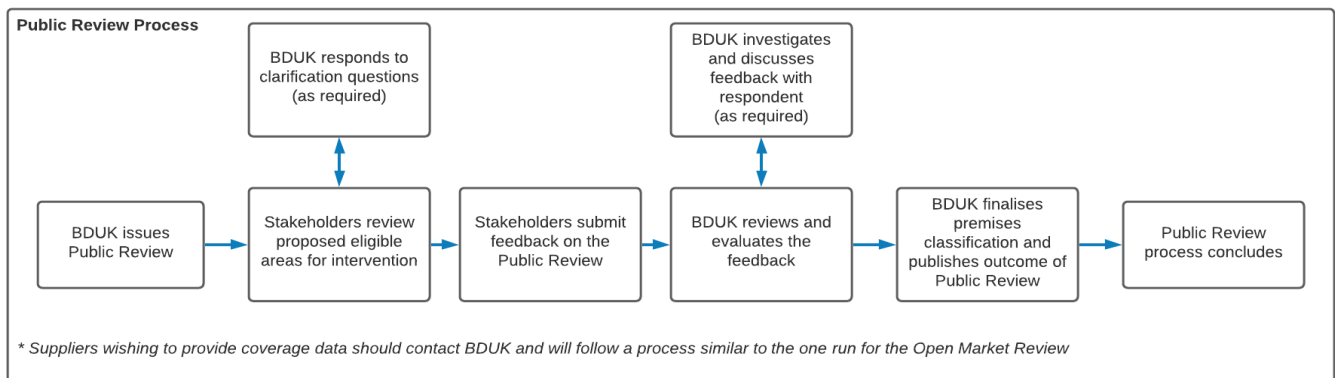 Public Review Process
BDUK responds to
clarification questions
(as required)
BDUK investigates
and discusses
feedback with
respondent
(as required)
BDUK issues
Public Review
Stakeholders review
proposed eligible
areas for intervention
Stakeholders submit
feedback on the
Public Review
BDUK reviews and
evaluates the
feedback
BDUK finalises
premises
classification and
publishes outcome of
Public Review
Public Review
process concludes
* Suppliers wishing to provide coverage data should contact BDUK and will follow a process similar to the one run for the Open Market Review